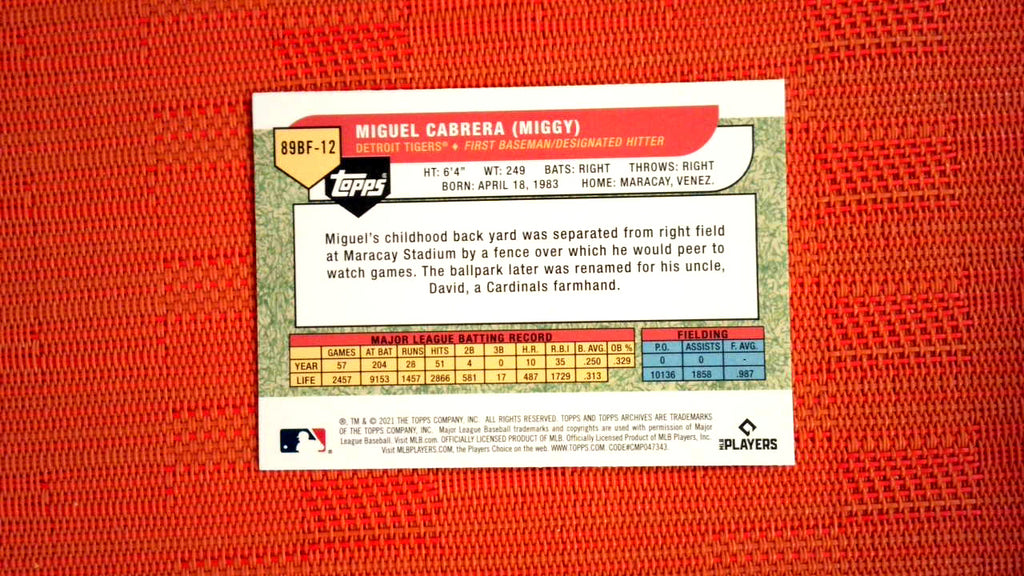 89BF-12
MIGUEL CABRERA (MIGGY)
DETROIT TIGERS® ♦ FIRST BASEMAN/DESIGNATED HITTER
Topps®
HT: 6'4" WT: 249 BATS: RIGHT THROWS: RIGHT
BORN: APRIL 18, 1983 HOME: MARACAY, VENEZ.
Miguel's childhood back yard was separated from right field
at Maracay Stadium by a fence over which he would peer to
watch games. The ballpark later was renamed for his uncle,
David, a Cardinals farmhand.
MAJOR LEAGUE BATTING RECORD
GAMES AT BAT RUNS HITS 2B 3B H.R. R.B.I B. AVG. OB %
YEAR 57 204 28 51 4 0 10 35 .250 .329
LIFE 2457 9153 1457 2866 581 17 487 1729 .313
FIELDING
P.O. ASSISTS F. AVG.
0 0 -
10136 1858 .987
®, TM & © 2021 THE TOPPS COMPANY, INC. ALL RIGHTS RESERVED. TOPPS AND TOPPS ARCHIVES ARE TRADEMARKS
OF THE TOPPS COMPANY, INC. Major League Baseball trademarks and copyrights are used with permission of Major
League Baseball. Visit MLB.com. OFFICIALLY LICENSED PRODUCT OF MLB. Officially Licensed Product of MLB Players, Inc.
Visit MLBPLAYERS.COM, the Players Choice on the web. WWW.TOPPS.COM CODE#CMP047343.
MLB PLAYERS